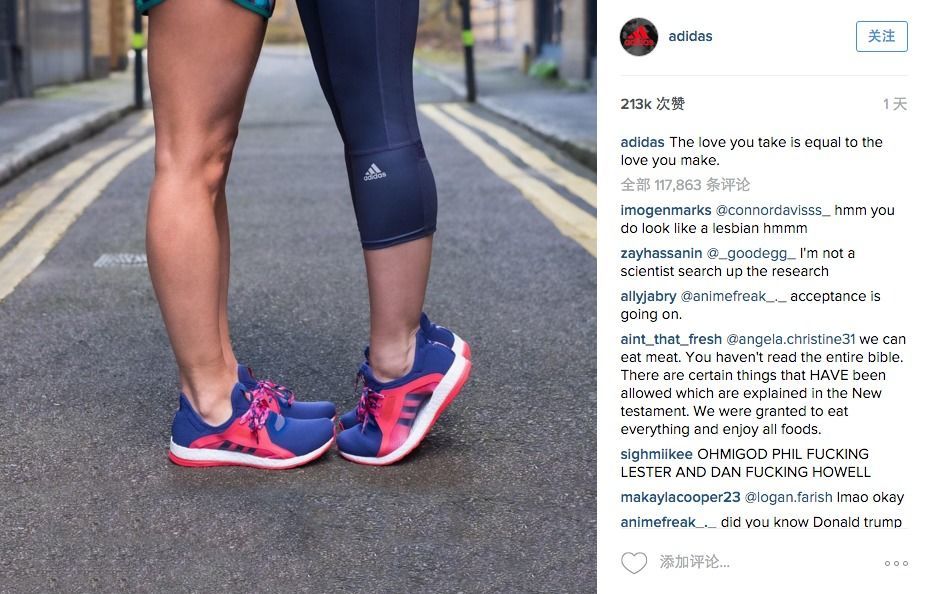 adidas
adidas
关注
213k 次赞
1 天
adidas The love you take is equal to the
love you make.
全部 117,863 条评论
imogenmarks @connordavisss_ hmm you
do look like a lesbian hmmm
zayhassanin @_goodegg_ I'm not a
scientist search up the research
allyjabry @animefreak_._ acceptance is
going on.
aint_that_fresh @angela.christine31 we can
eat meat. You haven't read the entire bible.
There are certain things that HAVE been
allowed which are explained in the New
testament. We were granted to eat
everything and enjoy all foods.
sighmiikee OHMIGOD PHIL FUCKING
LESTER AND DAN FUCKING HOWELL
makaylacooper23 @logan.farish lmao okay
animefreak_._ did you know Donald trump
添加评论...